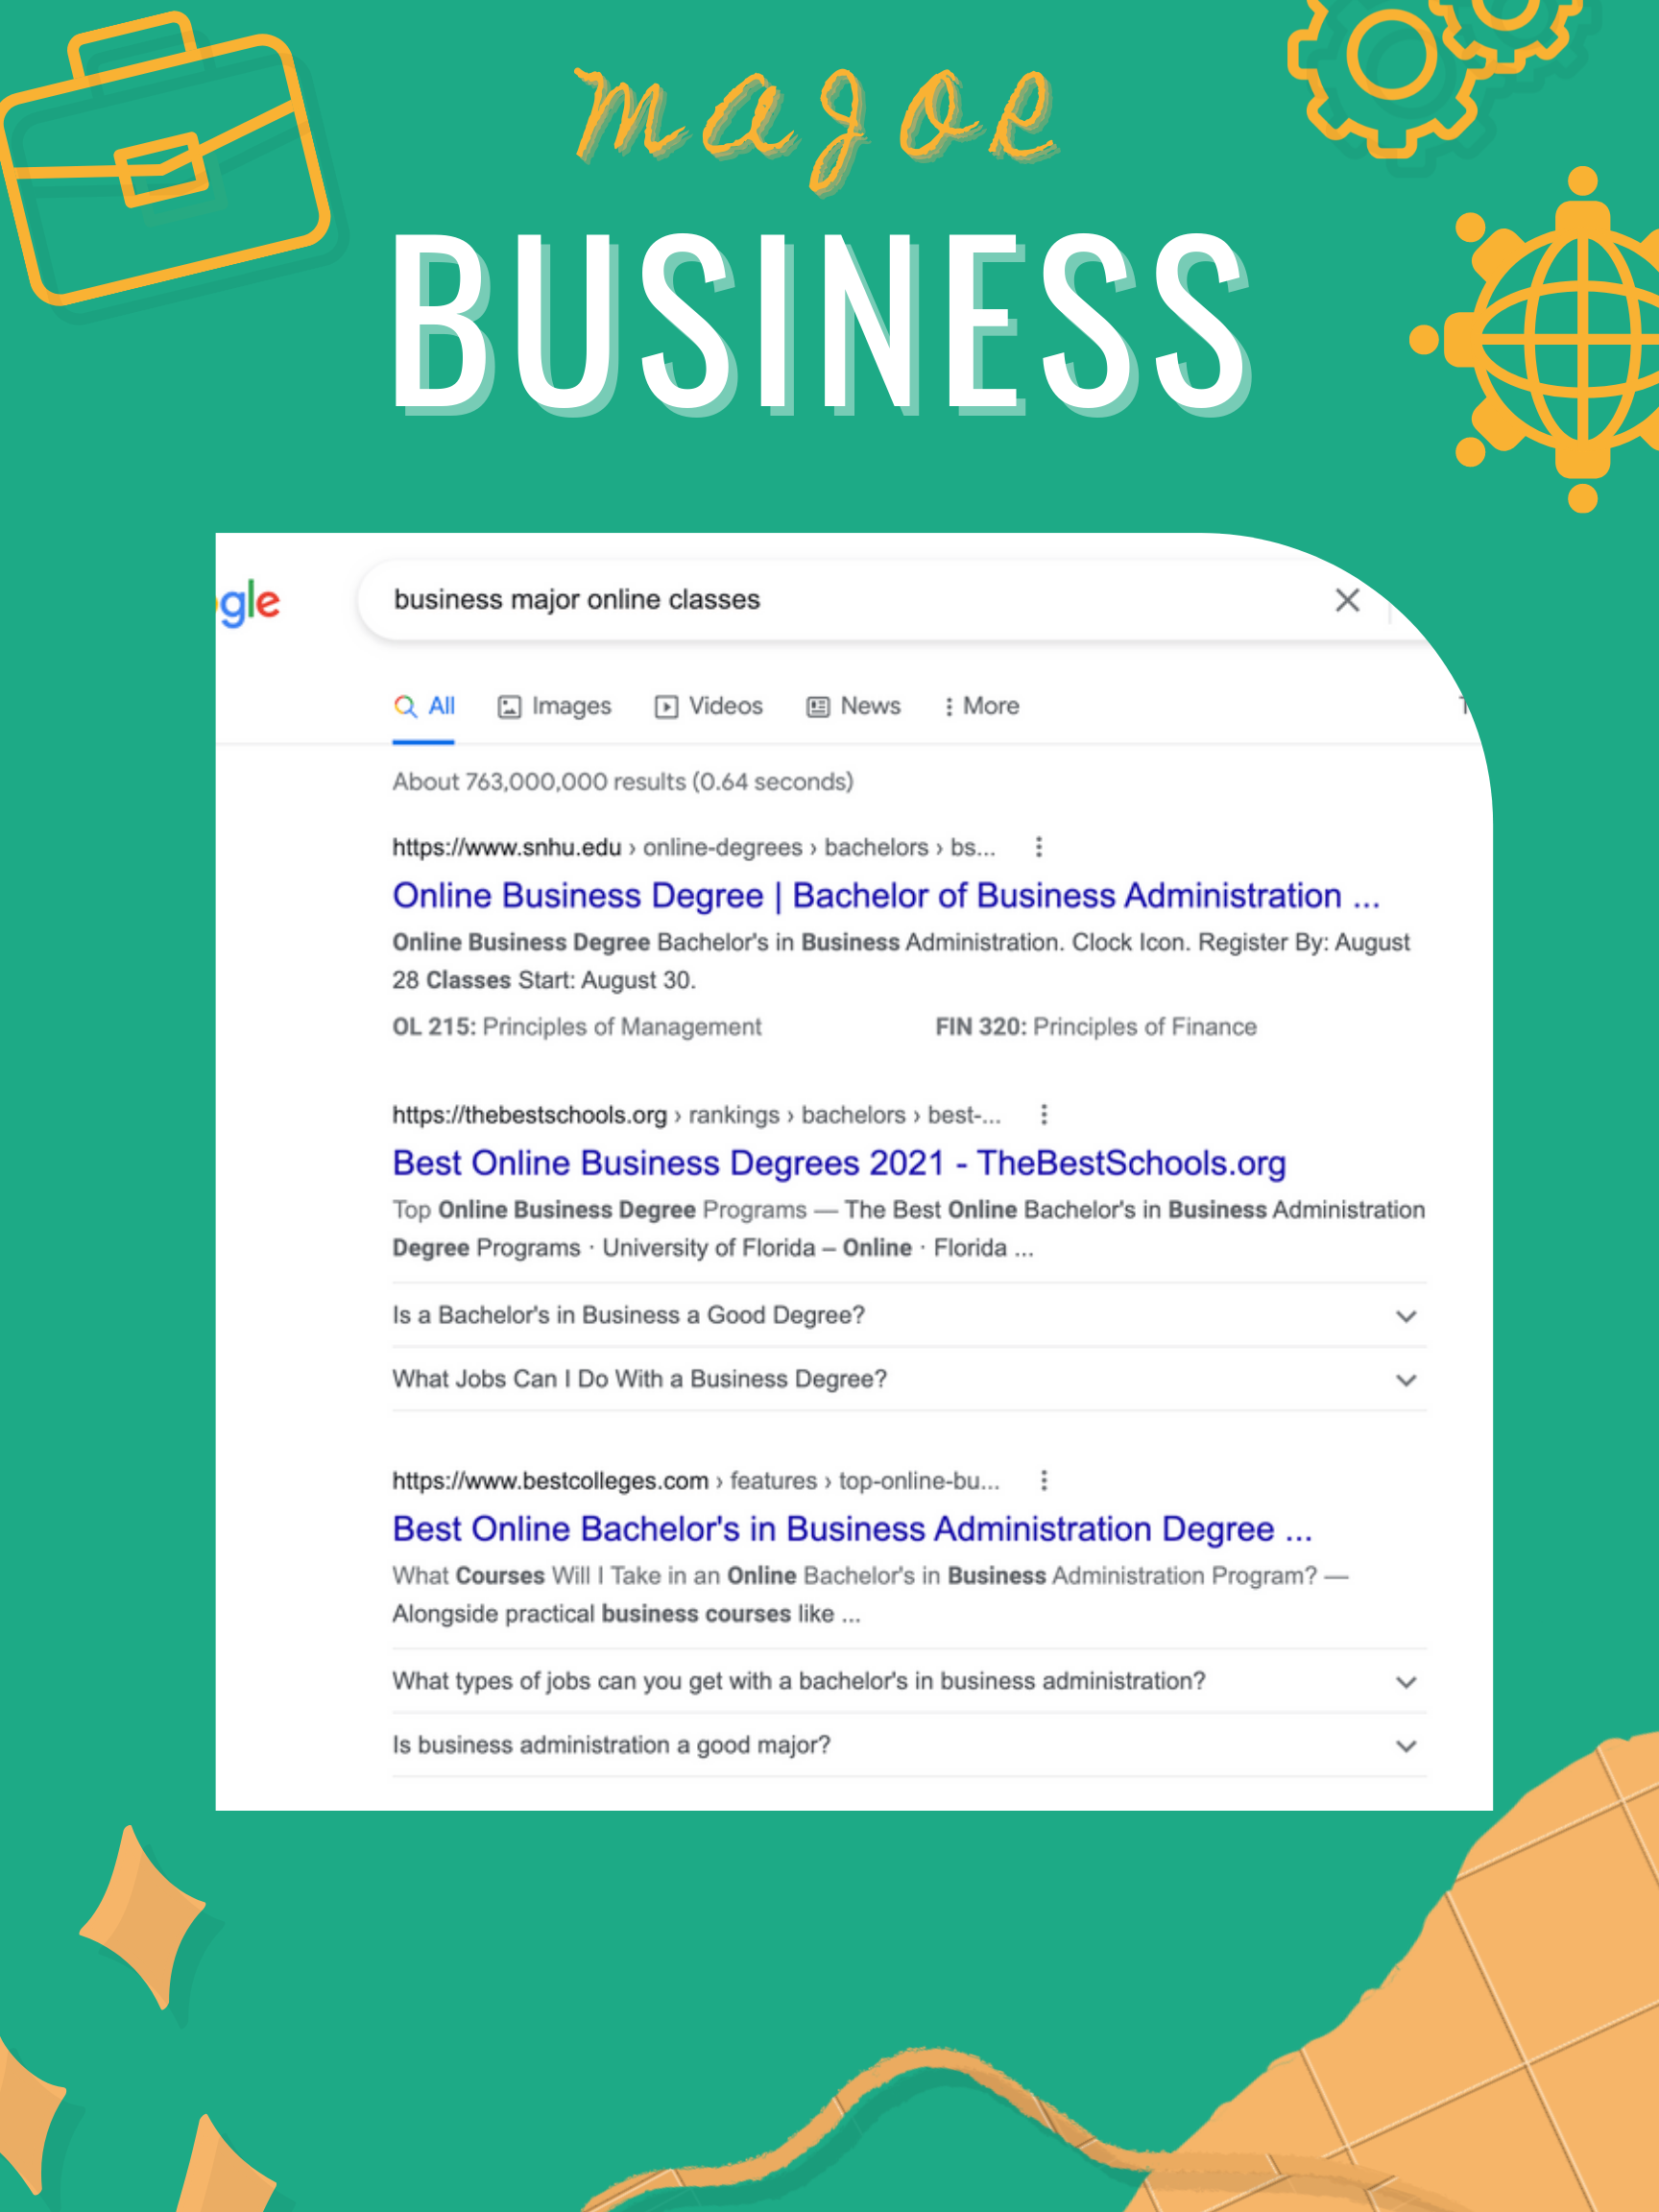 major
BUSINESS
gle
business major online classes
All Images Videos News More
About 763,000,000 results (0.64 seconds)
https://www.snhu.edu › online-degrees › bachelors › bs...
Online Business Degree | Bachelor of Business Administration ...
Online Business Degree Bachelor's in Business Administration. Clock Icon. Register By: August
28 Classes Start: August 30.
OL 215: Principles of Management FIN 320: Principles of Finance
https://thebestschools.org › rankings › bachelors › best-...
Best Online Business Degrees 2021 - TheBestSchools.org
Top Online Business Degree Programs — The Best Online Bachelor's in Business Administration
Degree Programs · University of Florida – Online · Florida ...
Is a Bachelor's in Business a Good Degree?
What Jobs Can I Do With a Business Degree?
https://www.bestcolleges.com › features › top-online-bu...
Best Online Bachelor's in Business Administration Degree ...
What Courses Will I Take in an Online Bachelor's in Business Administration Program? —
Alongside practical business courses like ...
What types of jobs can you get with a bachelor's in business administration?
Is business administration a good major?